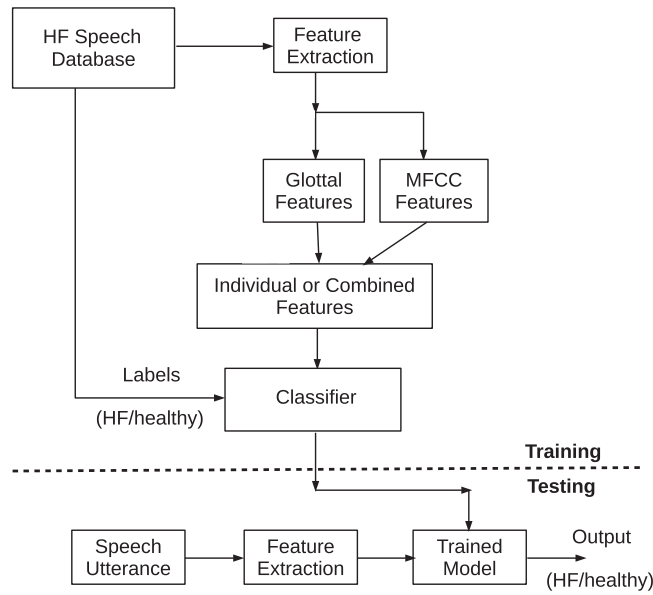 HF Speech
Database
Feature
Extraction
Glottal
Features
MFCC
Features
Individual or Combined
Features
Labels
(HF/healthy)
Classifier
Training
Testing
Speech
Utterance
Feature
Extraction
Trained
Model
Output
(HF/healthy)